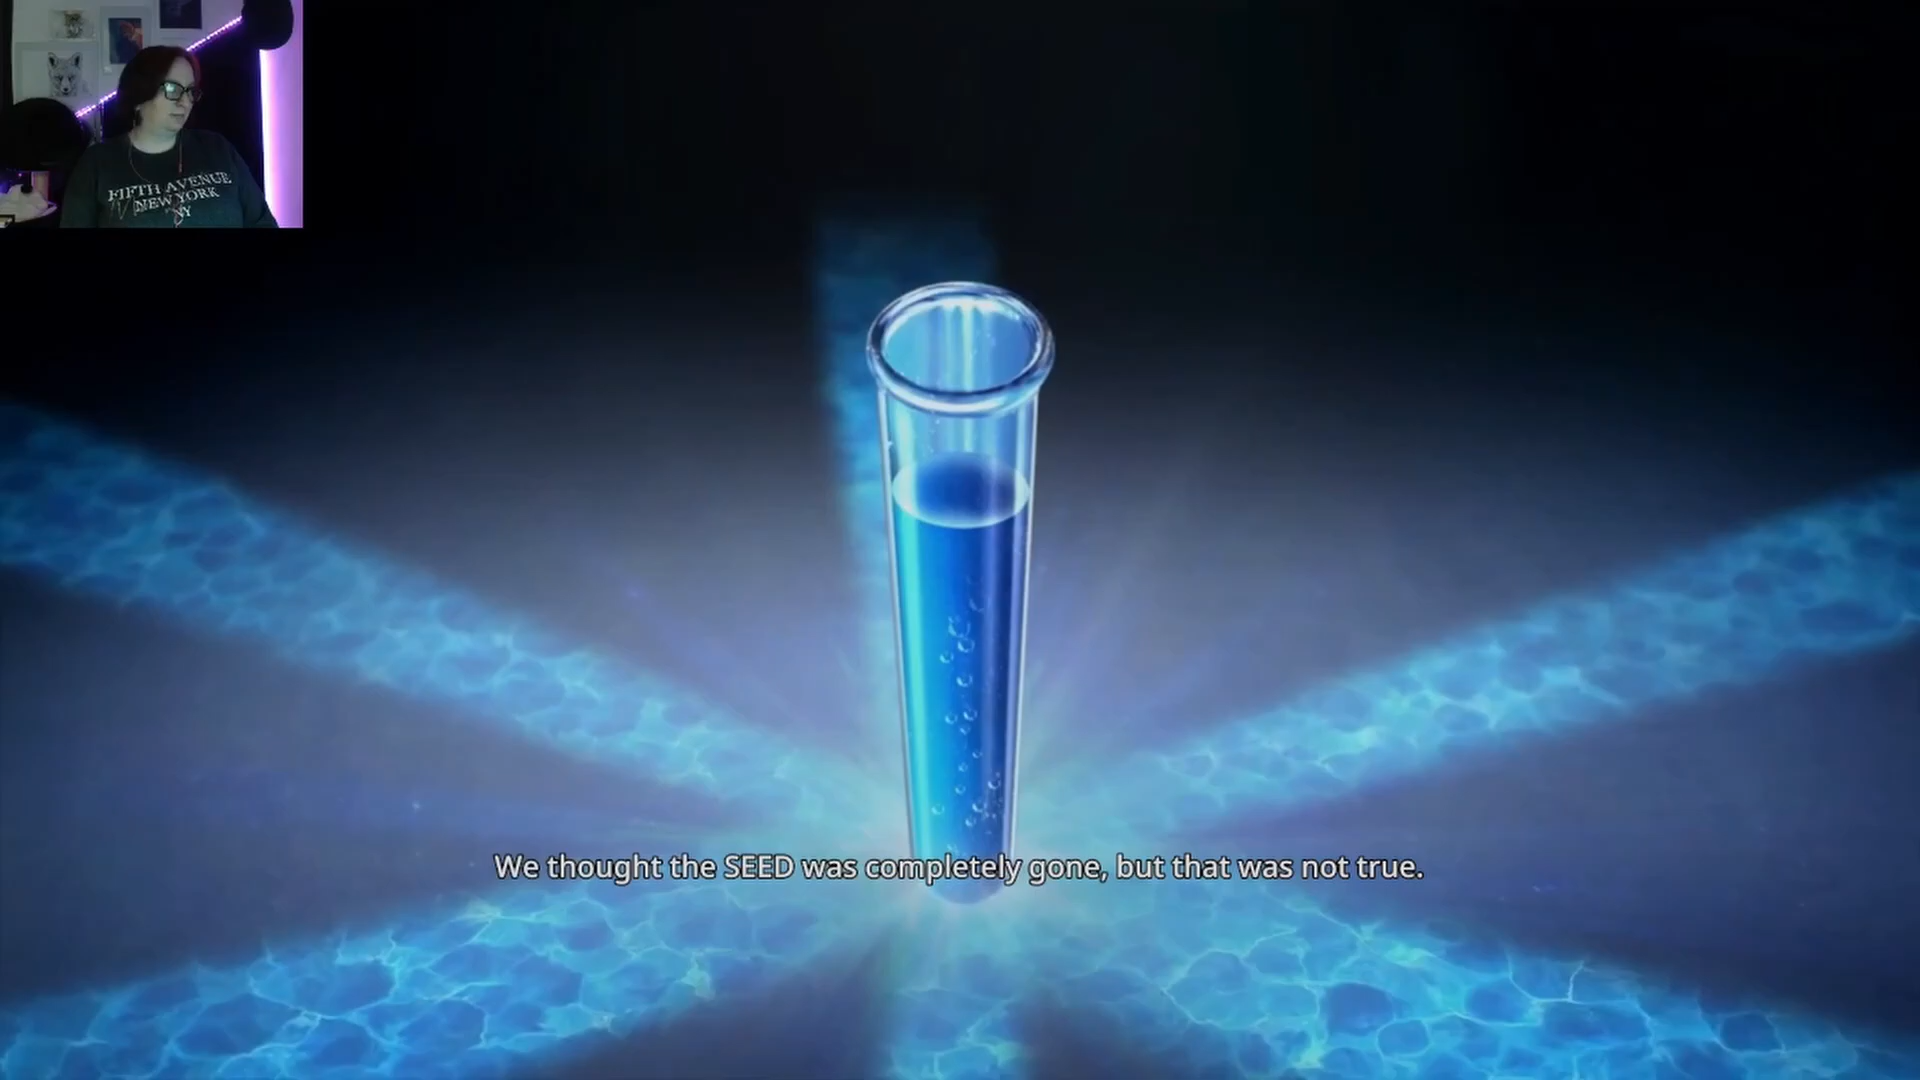 FIFTH AVENUE
NEW YORK
NY
We thought the SEED was completely gone, but that was not true.